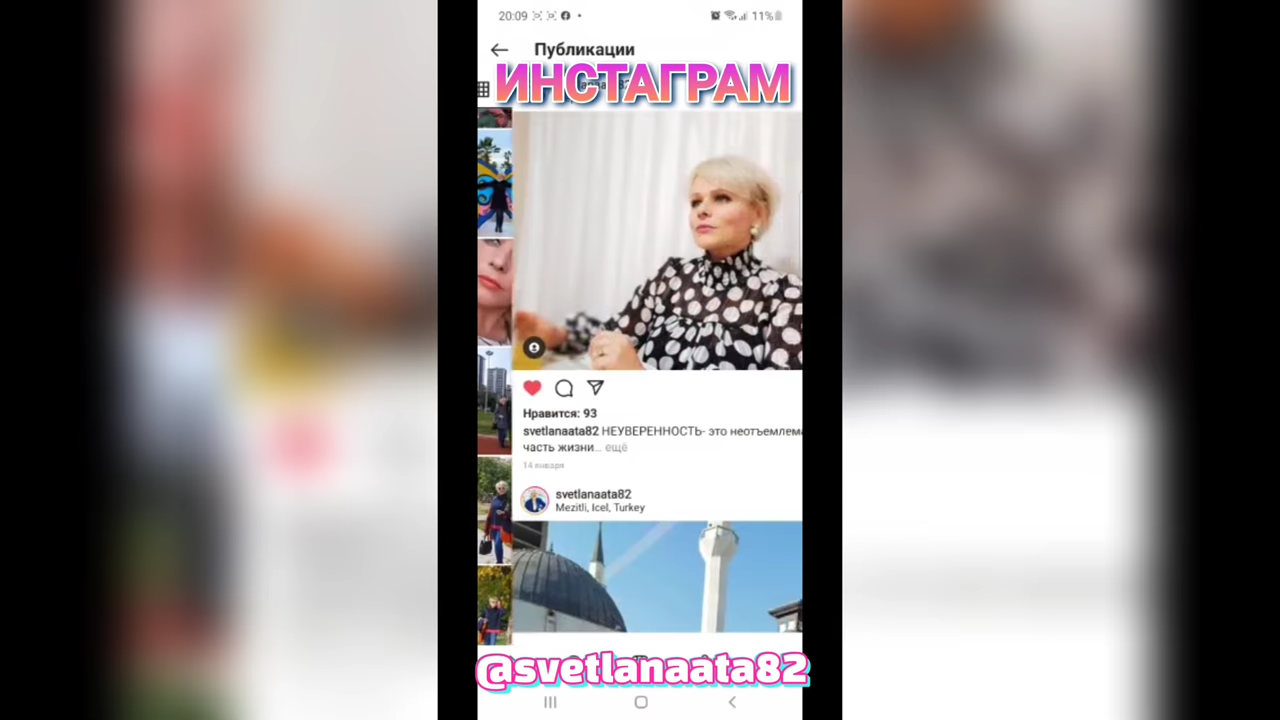 20:09
11%
Публикации
ИНСТАГРАМ
Нравится: 93
svetlanaata82 НЕУВЕРЕННОСТЬ- это неотъемлема
часть жизни... ещё
14 января
svetlanaata82
Mezitli, Icel, Turkey
@svetlanaata82